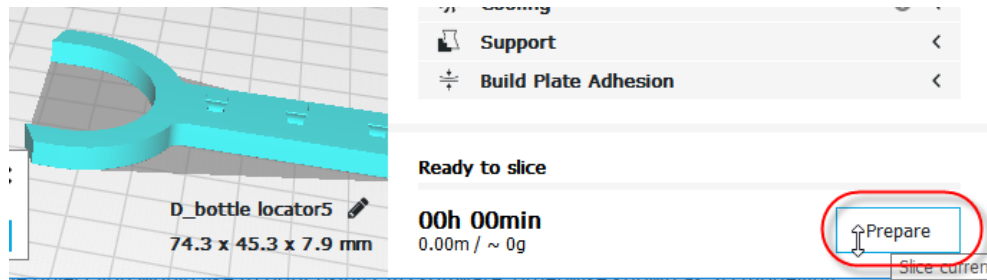 Cooling
Support
Build Plate Adhesion
Ready to slice
D_bottle locator5
74.3 x 45.3 x 7.9 mm
00h 00min
0.00m / ~ 0g
Prepare
Slice curren